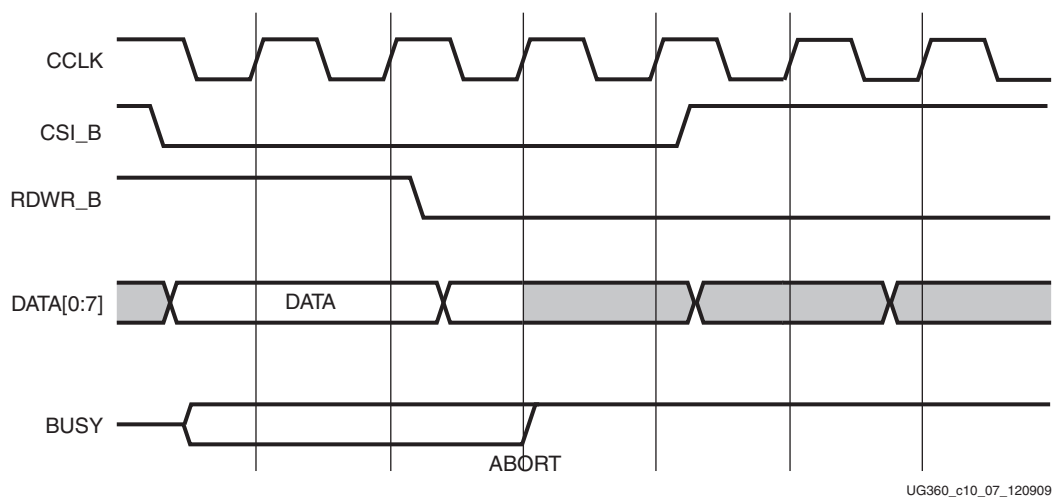 CCLK
CSI_B
RDWR_B
DATA[0:7]
DATA
BUSY
ABORT
UG360_c10_07_120909